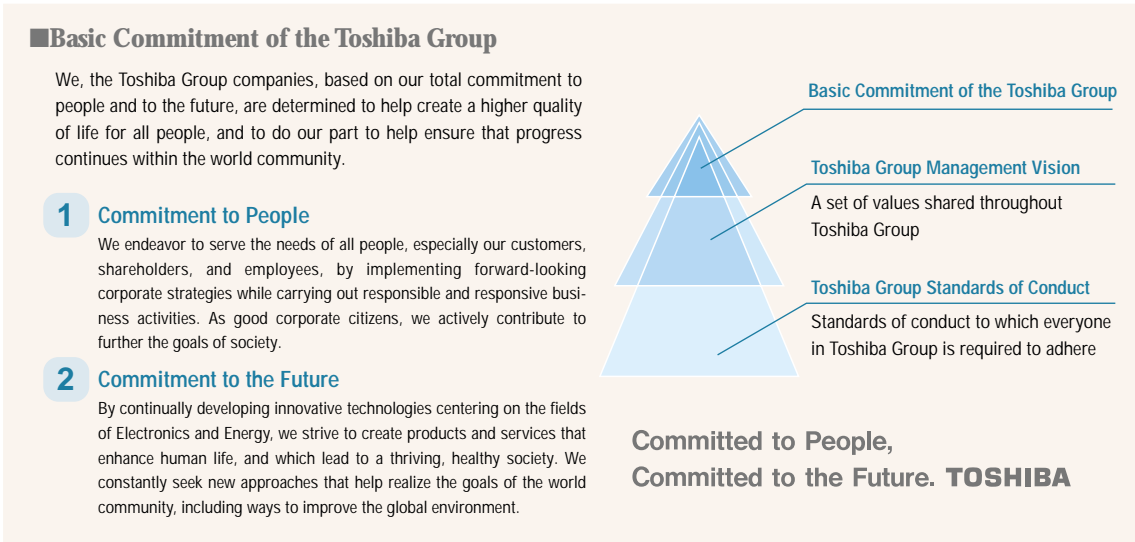 ■Basic Commitment of the Toshiba Group
We, the Toshiba Group companies, based on our total commitment to
people and to the future, are determined to help create a higher quality
of life for all people, and to do our part to help ensure that progress
continues within the world community.
1 Commitment to People
We endeavor to serve the needs of all people, especially our customers,
shareholders, and employees, by implementing forward-looking
corporate strategies while carrying out responsible and responsive busi-
ness activities. As good corporate citizens, we actively contribute to
further the goals of society.
2 Commitment to the Future
By continually developing innovative technologies centering on the fields
of Electronics and Energy, we strive to create products and services that
enhance human life, and which lead to a thriving, healthy society. We
constantly seek new approaches that help realize the goals of the world
community, including ways to improve the global environment.
Basic Commitment of the Toshiba Group
Toshiba Group Management Vision
A set of values shared throughout
Toshiba Group
Toshiba Group Standards of Conduct
Standards of conduct to which everyone
in Toshiba Group is required to adhere
Committed to People,
Committed to the Future. TOSHIBA